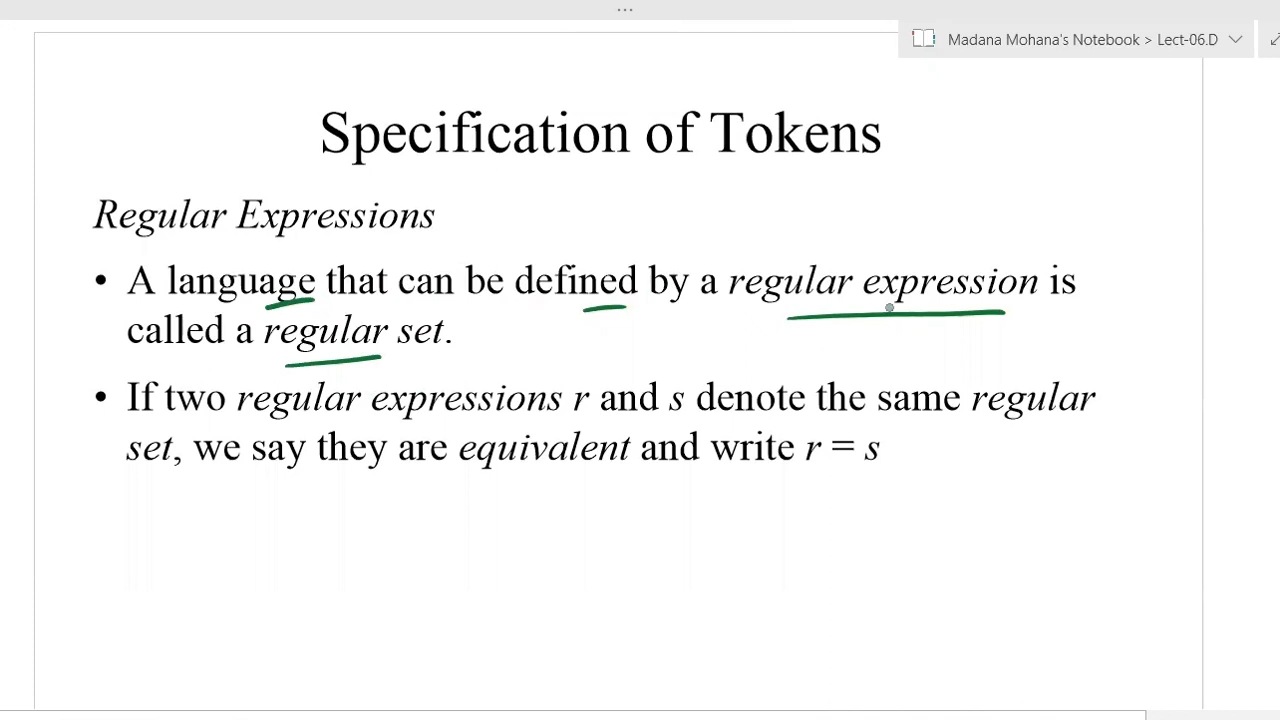 ...
Madana Mohana's Notebook > Lect-06.D
Specification of Tokens
Regular Expressions
• A language that can be defined by a regular expression is
called a regular set.
• If two regular expressions r and s denote the same regular
set, we say they are equivalent and write r = s